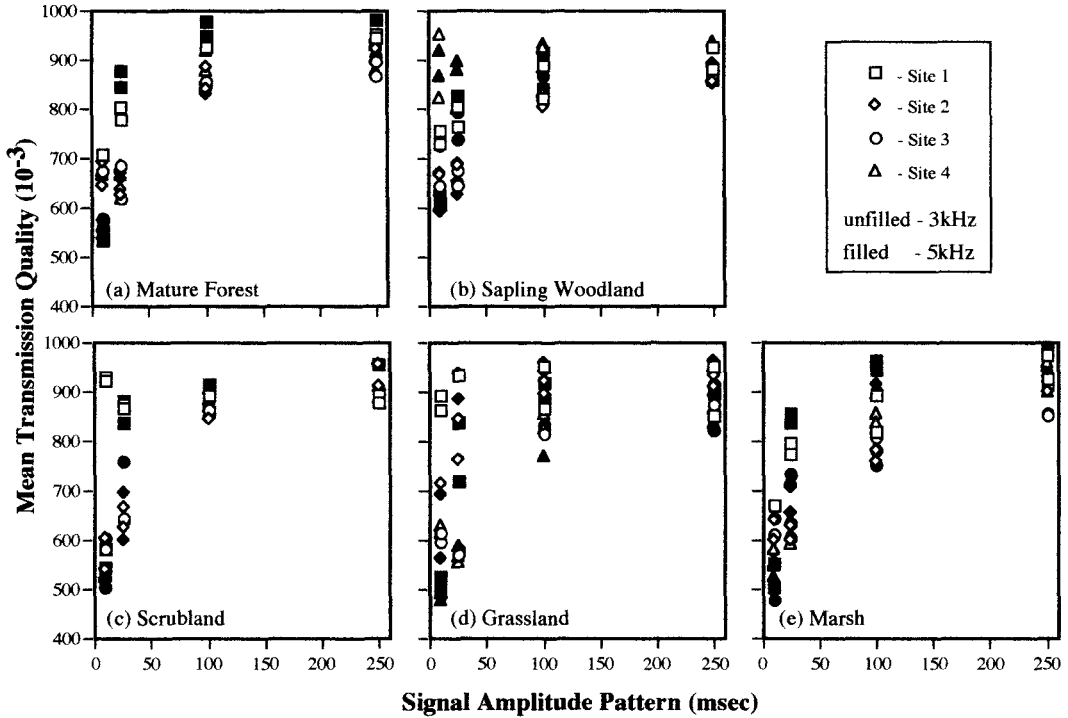 Mean Transmission Quality (10-3)
1000
900
800
700
600
500
400
(a) Mature Forest
(b) Sapling Woodland
- Site 1
- Site 2
- Site 3
- Site 4
unfilled - 3kHz
filled - 5kHz
1000
900
800
700
600
500
400
(c) Scrubland
(d) Grassland
(e) Marsh
0 50 100 150 200 250
0 50 100 150 200 250
0 50 100 150 200 250
Signal Amplitude Pattern (msec)